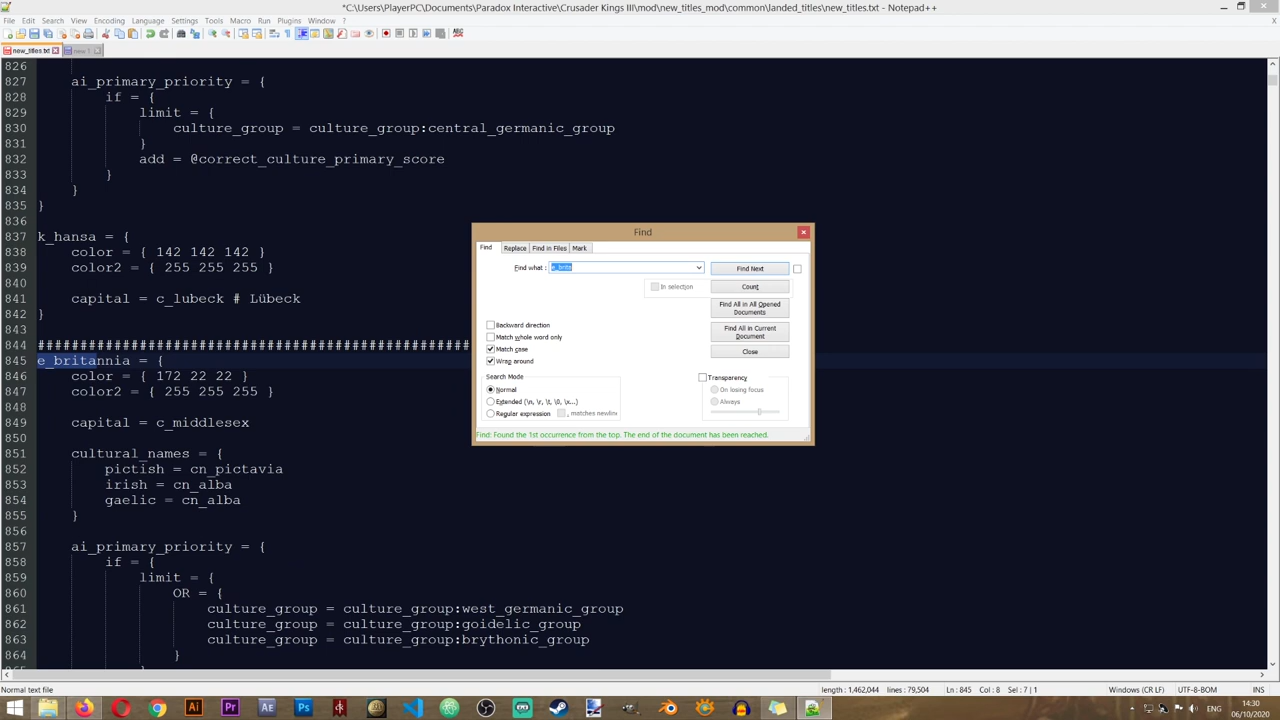 *C:\Users\PlayerPC\Documents\Paradox Interactive\Crusader Kings III\mod\new_titles_mod\common\landed_titles\new_titles.txt - Notepad++
File Edit Search View Encoding Language Settings Tools Macro Run Plugins Window ?
new_titles.txt new 1
826
827 ai_primary_priority = {
828 if = {
829 limit = {
830 culture_group = culture_group:central_germanic_group
831 }
832 add = @correct_culture_primary_score
833 }
834 }
835 }
836
837 k_hansa = {
838 color = { 142 142 142 }
839 color2 = { 255 255 255 }
840
841 capital = c_lubeck # Lübeck
842 }
843
844 ###################################################
845 e_britannia = {
846 color = { 172 22 22 }
847 color2 = { 255 255 255 }
848
849 capital = c_middlesex
850
851 cultural_names = {
852 pictish = cn_pictavia
853 irish = cn_alba
854 gaelic = cn_alba
855 }
856
857 ai_primary_priority = {
858 if = {
859 limit = {
860 OR = {
861 culture_group = culture_group:west_germanic_group
862 culture_group = culture_group:goidelic_group
863 culture_group = culture_group:brythonic_group
864 }
865 }
Find
Find Replace Find in Files Mark
Find what : e_brita
Find Next
In selection
Count
Find All in All Opened Documents
Find All in Current Document
Close
Backward direction
Match whole word only
Match case
Wrap around
Search Mode
Normal
Extended (\n, \r, \t, \0, \x...)
Regular expression
. matches newline
Transparency
On losing focus
Always
Find: Found the 1st occurrence from the top. The end of the document has been reached.
Normal text file
length : 1,462,044 lines : 79,504
Ln : 845 Col : 8 Sel : 7 | 1
Windows (CR LF)
UTF-8-BOM
INS
14:30
06/10/2020